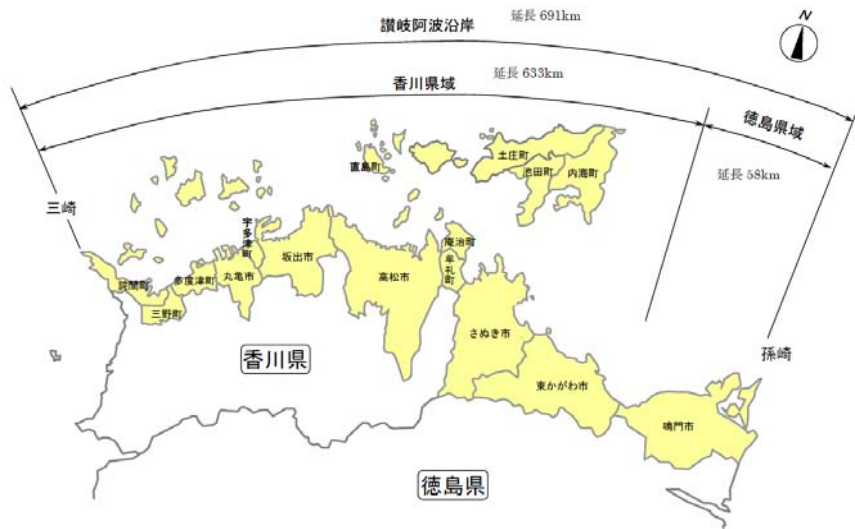 延長 691km
讃岐阿波沿岸
N
延長 633km
香川県域
徳島県域
延長 58km
土庄町
池田町
内海町
直島町
三崎
宇多津町
坂出市
庵治町
牟礼町
高松市
詫間町
多度津町
丸亀市
三野町
さぬき市
香川県
孫崎
東かがわ市
鳴門市
徳島県